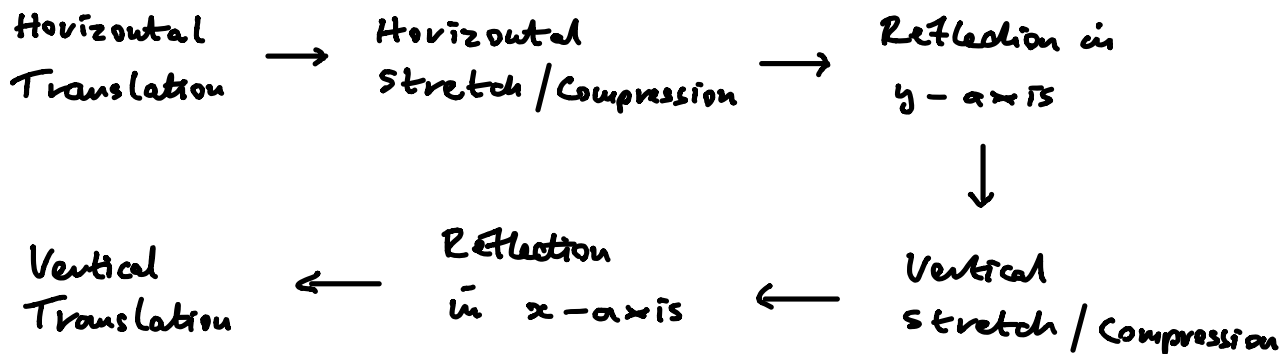 Horizontal
Translation
Horizontal
Stretch / Compression
Reflection in
y - axis
Vertical
Stretch / Compression
Reflection
in x - axis
Vertical
Translation